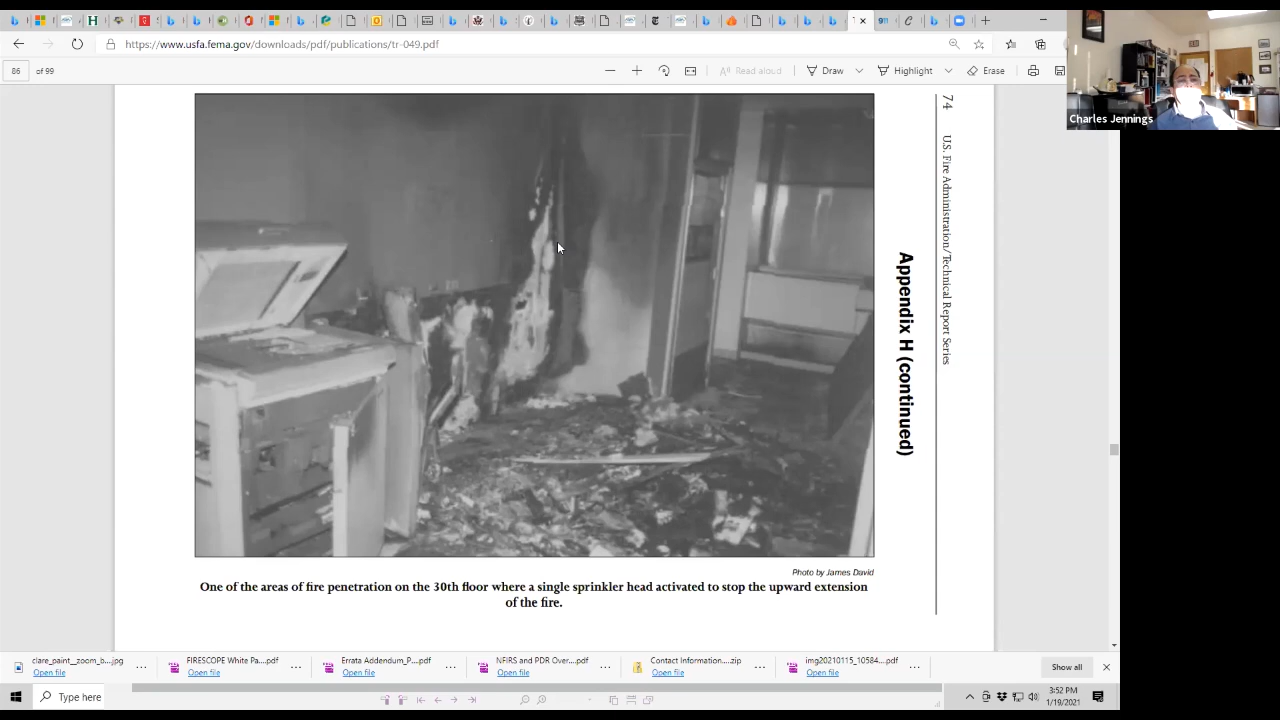 https://www.usfa.fema.gov/downloads/pdf/publications/tr-049.pdf
86 of 99
Read aloud
Draw
Highlight
Erase
Charles Jennings
74 U.S. Fire Administration/Technical Report Series
Appendix H (continued)
Photo by James David
One of the areas of fire penetration on the 30th floor where a single sprinkler head activated to stop the upward extension
of the fire.
clare_paint_zoom_b....jpg
Open file
FIRESCOPE White Pa....pdf
Open file
Errata Addendum_P....pdf
Open file
NFIRS and PDR Over....pdf
Open file
Contact Information....zip
Open file
img20210115_10584....pdf
Open file
Show all
Type here
3:52 PM
1/19/2021